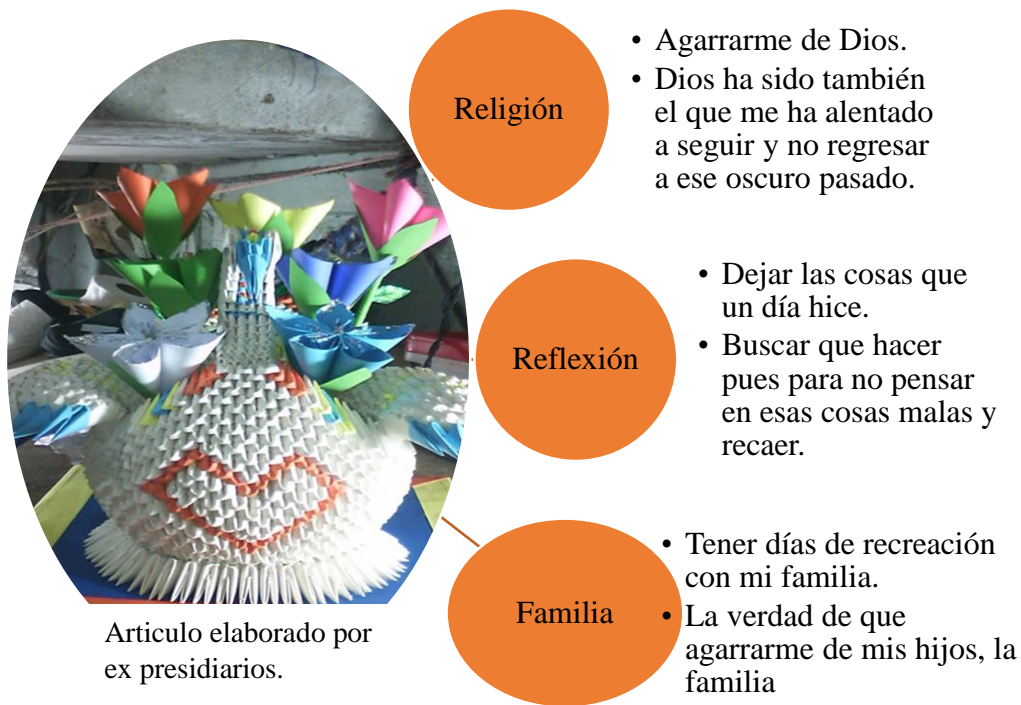 Religión
• Agarrarme de Dios.
• Dios ha sido también
el que me ha alentado
a seguir y no regresar
a ese oscuro pasado.
Reflexión
• Dejar las cosas que
un día hice.
• Buscar que hacer
pues para no pensar
en esas cosas malas y
recaer.
Familia
• Tener días de recreación
con mi familia.
• La verdad de que
agarrarme de mis hijos, la
familia
Articulo elaborado por
ex presidiarios.